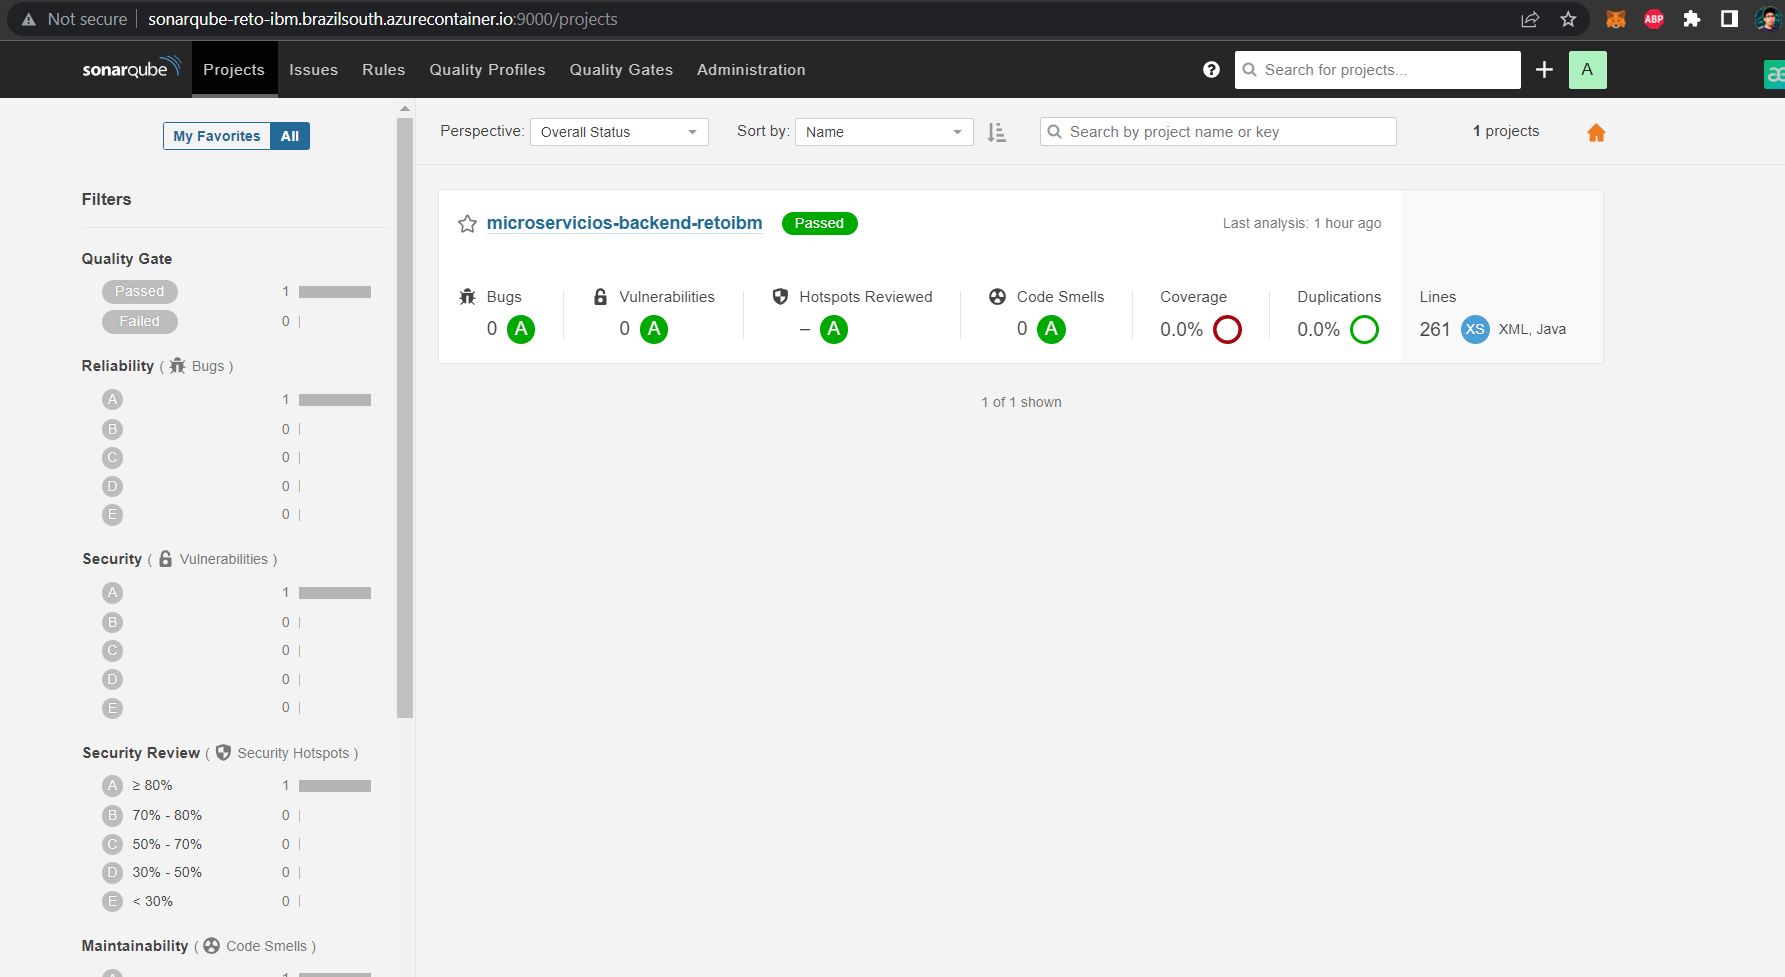 Not secure sonarqube-reto-ibm.brazilsouth.azurecontainer.io:9000/projects ABP
sonarqube Projects Issues Rules Quality Profiles Quality Gates Administration ? Search for projects... + A æ
My Favorites All
Perspective: Overall Status Sort by: Name Search by project name or key 1 projects
Filters
Quality Gate
Passed 1
Failed 0
Reliability ( Bugs )
A 1
B 0
C 0
D 0
E 0
Security ( Vulnerabilities )
A 1
B 0
C 0
D 0
E 0
Security Review ( Security Hotspots )
A ≥ 80% 1
B 70% - 80% 0
C 50% - 70% 0
D 30% - 50% 0
E < 30% 0
Maintainability ( Code Smells )
A 1
microservicios-backend-retoibm Passed Last analysis: 1 hour ago
Bugs Vulnerabilities Hotspots Reviewed Code Smells Coverage Duplications Lines
0 A 0 A – A 0 A 0.0% 0.0% 261 XS XML, Java
1 of 1 shown